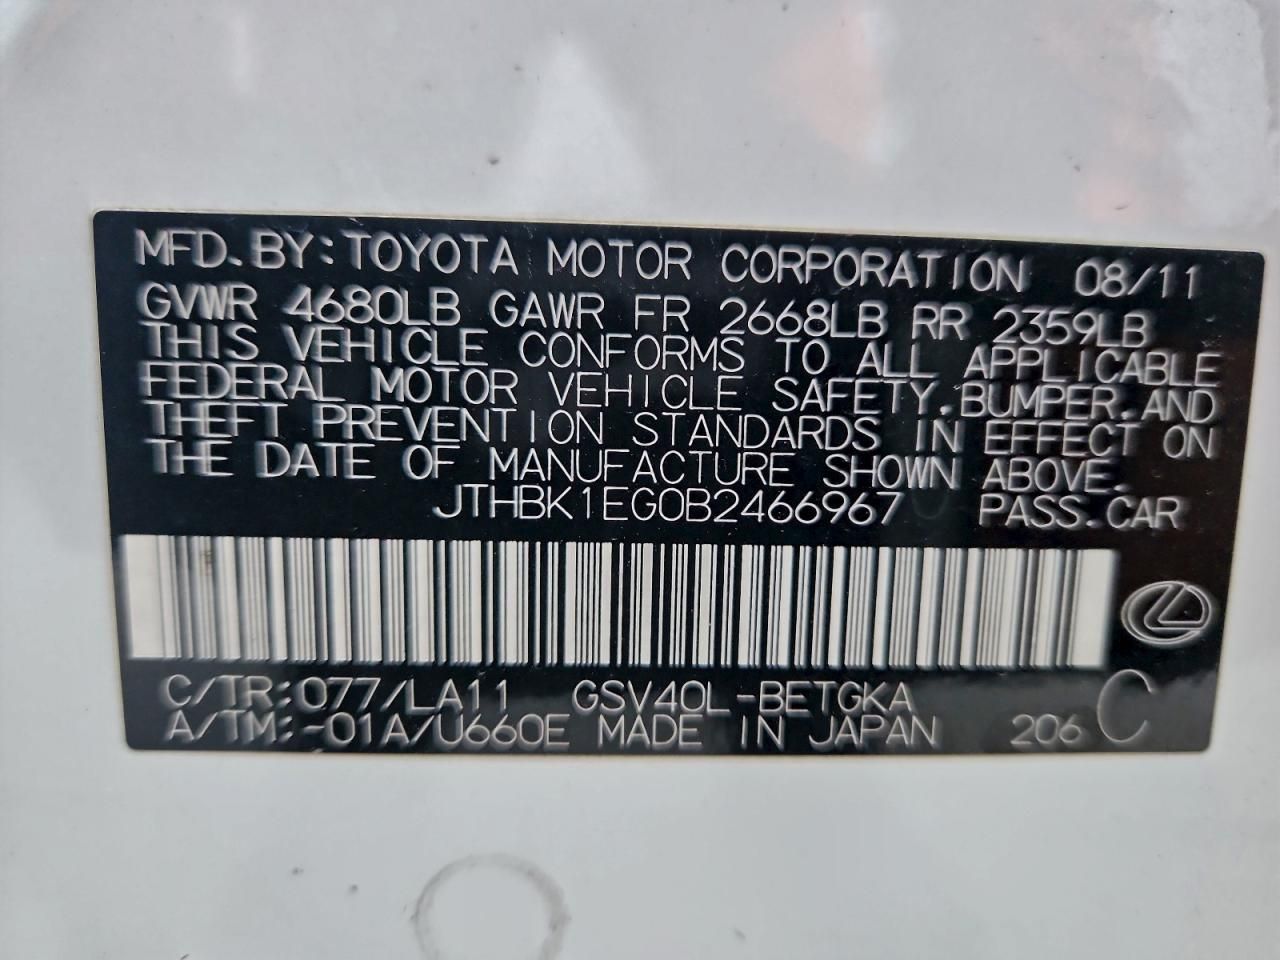 MFD. BY: TOYOTA MOTOR CORPORATION 08/11
GVWR 4680LB GAWR FR 2668LB RR 2359LB
THIS VEHICLE CONFORMS TO ALL APPLICABLE
FEDERAL MOTOR VEHICLE SAFETY, BUMPER, AND
THEFT PREVENTION STANDARDS IN EFFECT ON
THE DATE OF MANUFACTURE SHOWN ABOVE.
JTHBK1EG0B2466967 PASS. CAR
C/TR: 077/LA11 GSV40L-BETGKA
A/TM: -01A/U660E MADE IN JAPAN 206 C